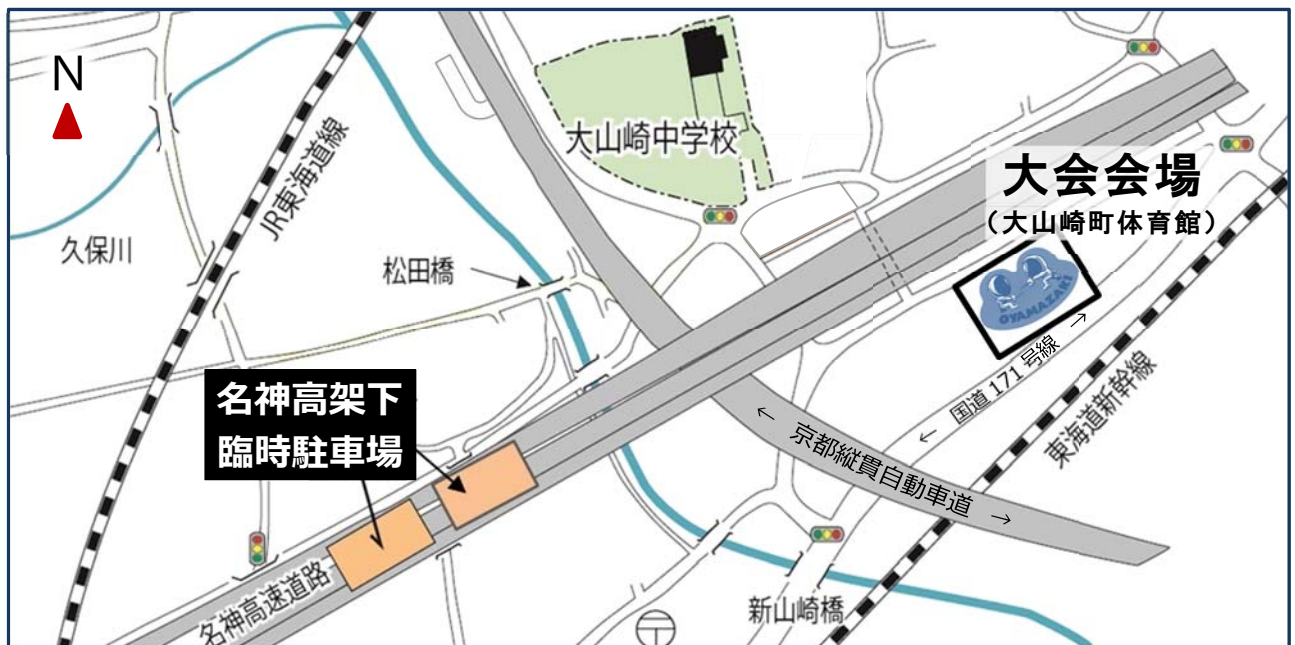 N
大山崎中学校
大会会場
（大山崎町体育館）
JR東海道線
久保川
松田橋
OYAMAZAKI
名神高架下
臨時駐車場
← 国道171号線 →
東海道新幹線
← 京都縦貫自動車道 →
名神高速道路
新山崎橋